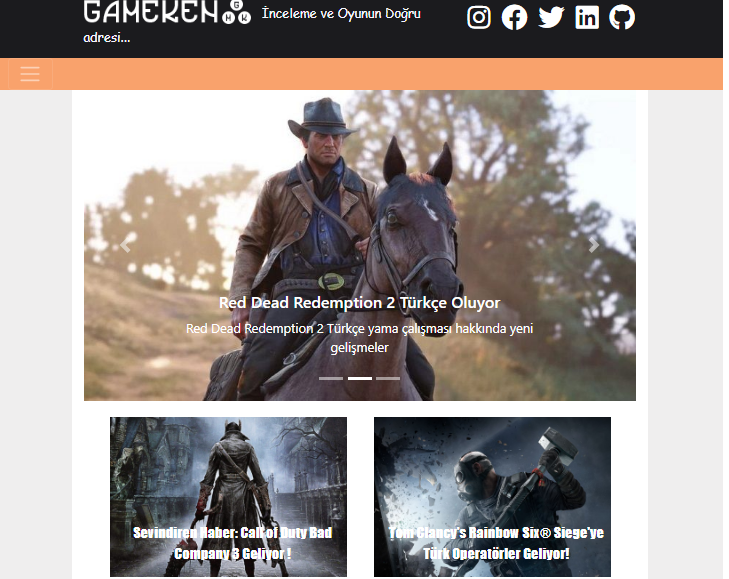 GAMEKEN
G
H K
İnceleme ve Oyunun Doğru
adresi...
Red Dead Redemption 2 Türkçe Oluyor
Red Dead Redemption 2 Türkçe yama çalışması hakkında yeni
gelişmeler
Sevindiren Haber: Call of Duty Bad
Company 3 Geliyor !
Tom Clancy's Rainbow Six® Siege'ye
Türk Operatörler Geliyor!